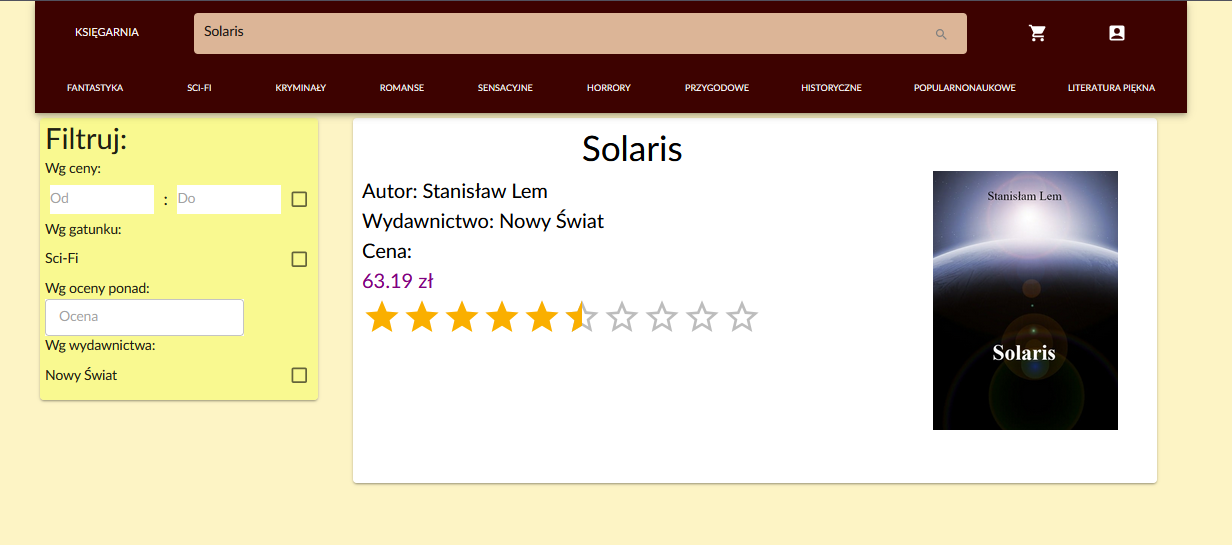 KSIĘGARNIA
Solaris
FANTASTYKA SCI-FI KRYMINAŁY ROMANSE SENSACYJNE HORRORY PRZYGODOWE HISTORYCZNE POPULARNONAUKOWE LITERATURA PIĘKNA
Filtruj:
Wg ceny:
Od : Do
Wg gatunku:
Sci-Fi
Wg oceny ponad:
Ocena
Wg wydawnictwa:
Nowy Świat
Solaris
Autor: Stanisław Lem
Wydawnictwo: Nowy Świat
Cena:
63.19 zł
Stanisłam Lem
Solaris